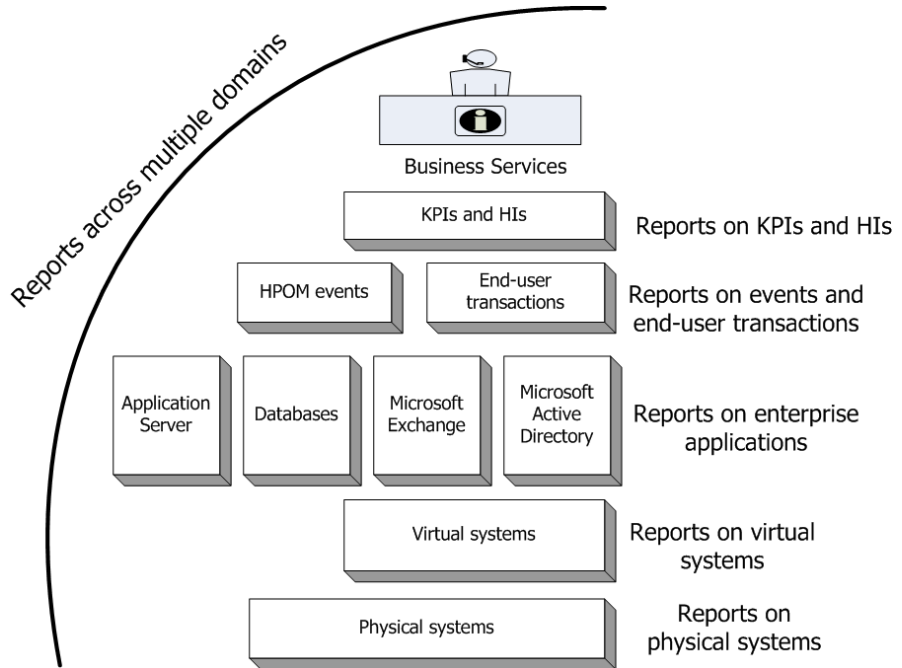 Reports across multiple domains
i
Business Services
KPIs and HIs
Reports on KPIs and HIs
HPOM events
End-user
transactions
Reports on events and
end-user transactions
Application
Server
Databases
Microsoft
Exchange
Microsoft
Active
Directory
Reports on enterprise
applications
Virtual systems
Reports on virtual
systems
Physical systems
Reports on
physical systems